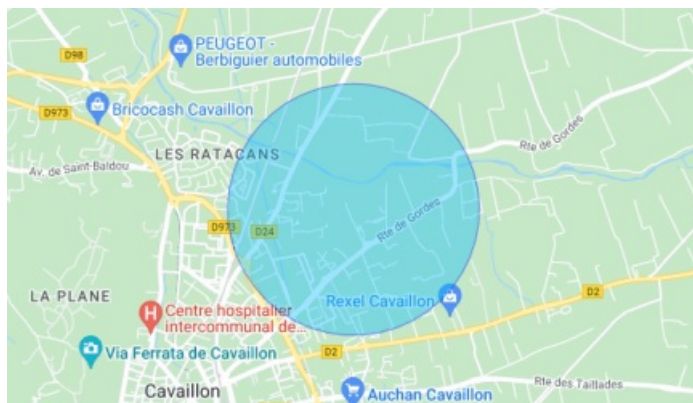 PEUGEOT -
Berbiguier automobiles
D98
D973
Bricocash Cavaillon
LES RATACANS
Rte de Gordes
Av. de Saint-Baldou
D973
D24
Rte de Gordes
LA PLANE
Centre hospitalier
intercommunal de...
Rexel Cavaillon
D2
Via Ferrata de Cavaillon
D2
Cavaillon
Auchan Cavaillon
Rte des Taillades